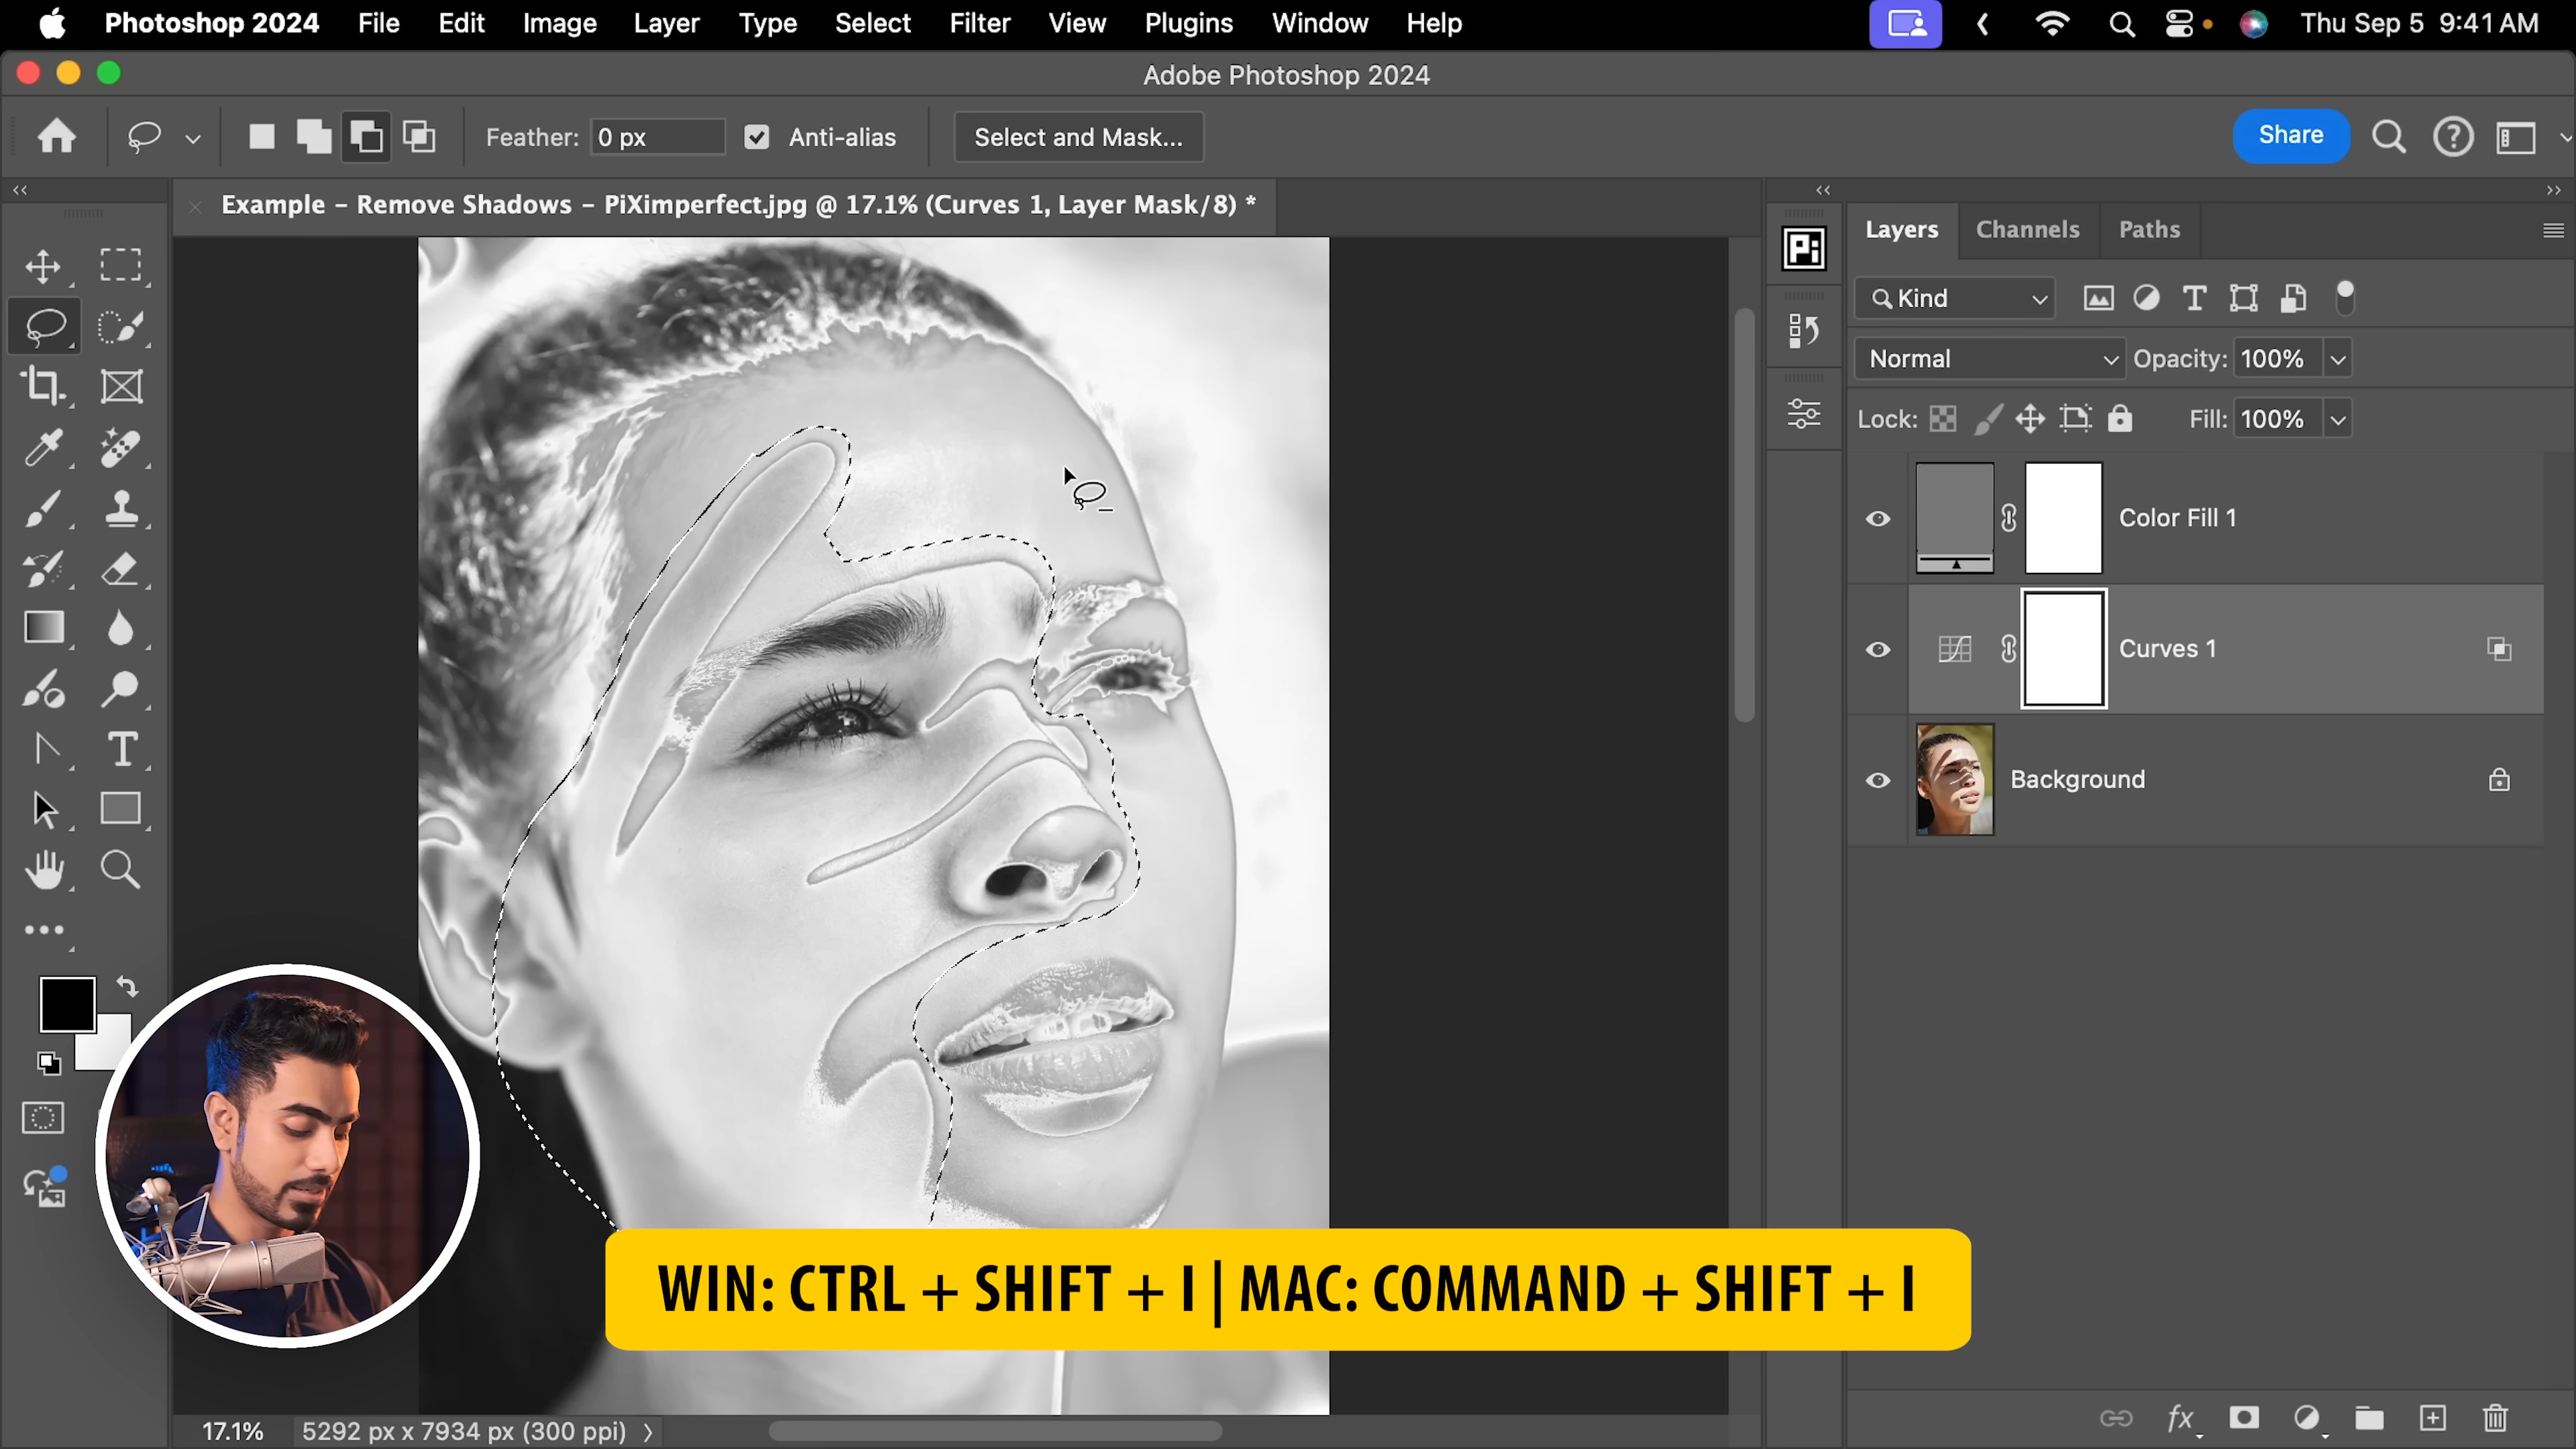 Photoshop 2024 File Edit Image Layer Type Select Filter View Plugins Window Help Thu Sep 5 9:41 AM
Adobe Photoshop 2024
Feather: 0 px Anti-alias Select and Mask... Share
Example - Remove Shadows - PiXimperfect.jpg @ 17.1% (Curves 1, Layer Mask/8) *
Layers Channels Paths
Pi
Kind
Normal Opacity: 100%
Lock: Fill: 100%
Color Fill 1
Curves 1
Background
WIN: CTRL + SHIFT + I | MAC: COMMAND + SHIFT + I
17.1% 5292 px x 7934 px (300 ppi)
fx